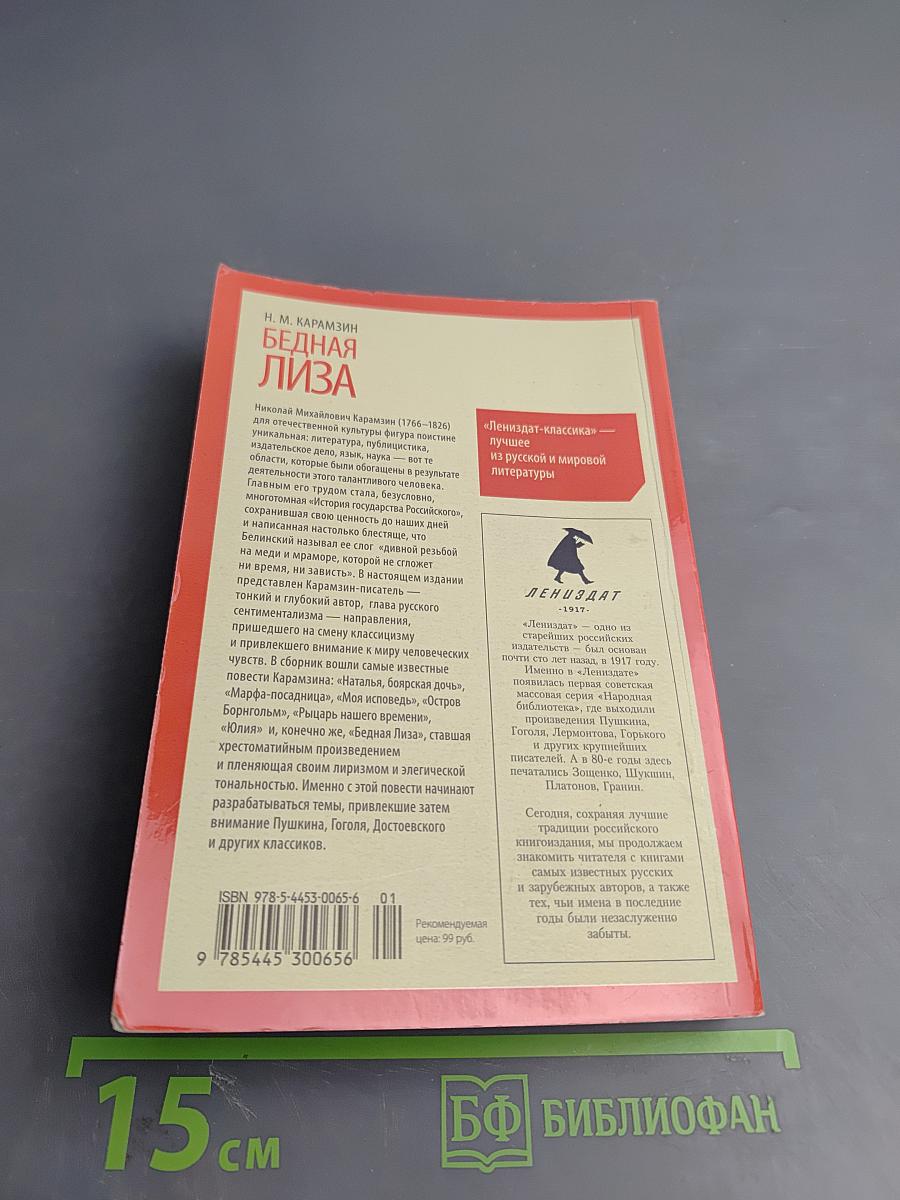 Н. М. КАРАМЗИН
БЕДНАЯ
ЛИЗА
Николай Михайлович Карамзин (1766–1826)
для отечественной культуры фигура поистине
уникальная: литература, публицистика,
издательское дело, язык, наука — вот те
области, которые были обогащены в результате
деятельности этого талантливого человека.
Главным его трудом стала, безусловно,
многотомная «История государства Российского»,
сохранившая свою ценность до наших дней
и написанная настолько блестяще, что
Белинский называл ее слог «дивной резьбой
на меди и мраморе, которой не сгложет
ни время, ни зависть». В настоящем издании
представлен Карамзин-писатель —
тонкий и глубокий автор, глава русского
сентиментализма — направления,
пришедшего на смену классицизму
и привлекшего внимание к миру человеческих
чувств. В сборник вошли самые известные
повести Карамзина: «Наталья, боярская дочь»,
«Марфа-посадница», «Моя исповедь», «Остров
Борнгольм», «Рыцарь нашего времени»,
«Юлия» и, конечно же, «Бедная Лиза», ставшая
хрестоматийным произведением
и пленяющая своим лиризмом и элегической
тональностью. Именно с этой повести начинают
разрабатываться темы, привлекшие затем
внимание Пушкина, Гоголя, Достоевского
и других классиков.
«Лениздат-классика» —
лучшее
из русской и мировой
литературы
ЛЕНИЗДАТ
-1917-
«Лениздат» — одно из
старейших российских
издательств — был основан
почти сто лет назад, в 1917 году.
Именно в «Лениздате»
появилась первая советская
массовая серия «Народная
библиотека», где выходили
произведения Пушкина,
Гоголя, Лермонтова, Горького
и других крупнейших
писателей. А в 80-е годы здесь
печатались Зощенко, Шукшин,
Платонов, Гранин.
Сегодня, сохраняя лучшие
традиции российского
книгоиздания, мы продолжаем
знакомить читателя с книгами
самых известных русских
и зарубежных авторов, а также
тех, чьи имена в последние
годы были незаслуженно
забыты.
ISBN 978-5-4453-0065-6 01
9 785445 300656
Рекомендуемая
цена: 99 руб.
15 см
БФ БИБЛИОФАН